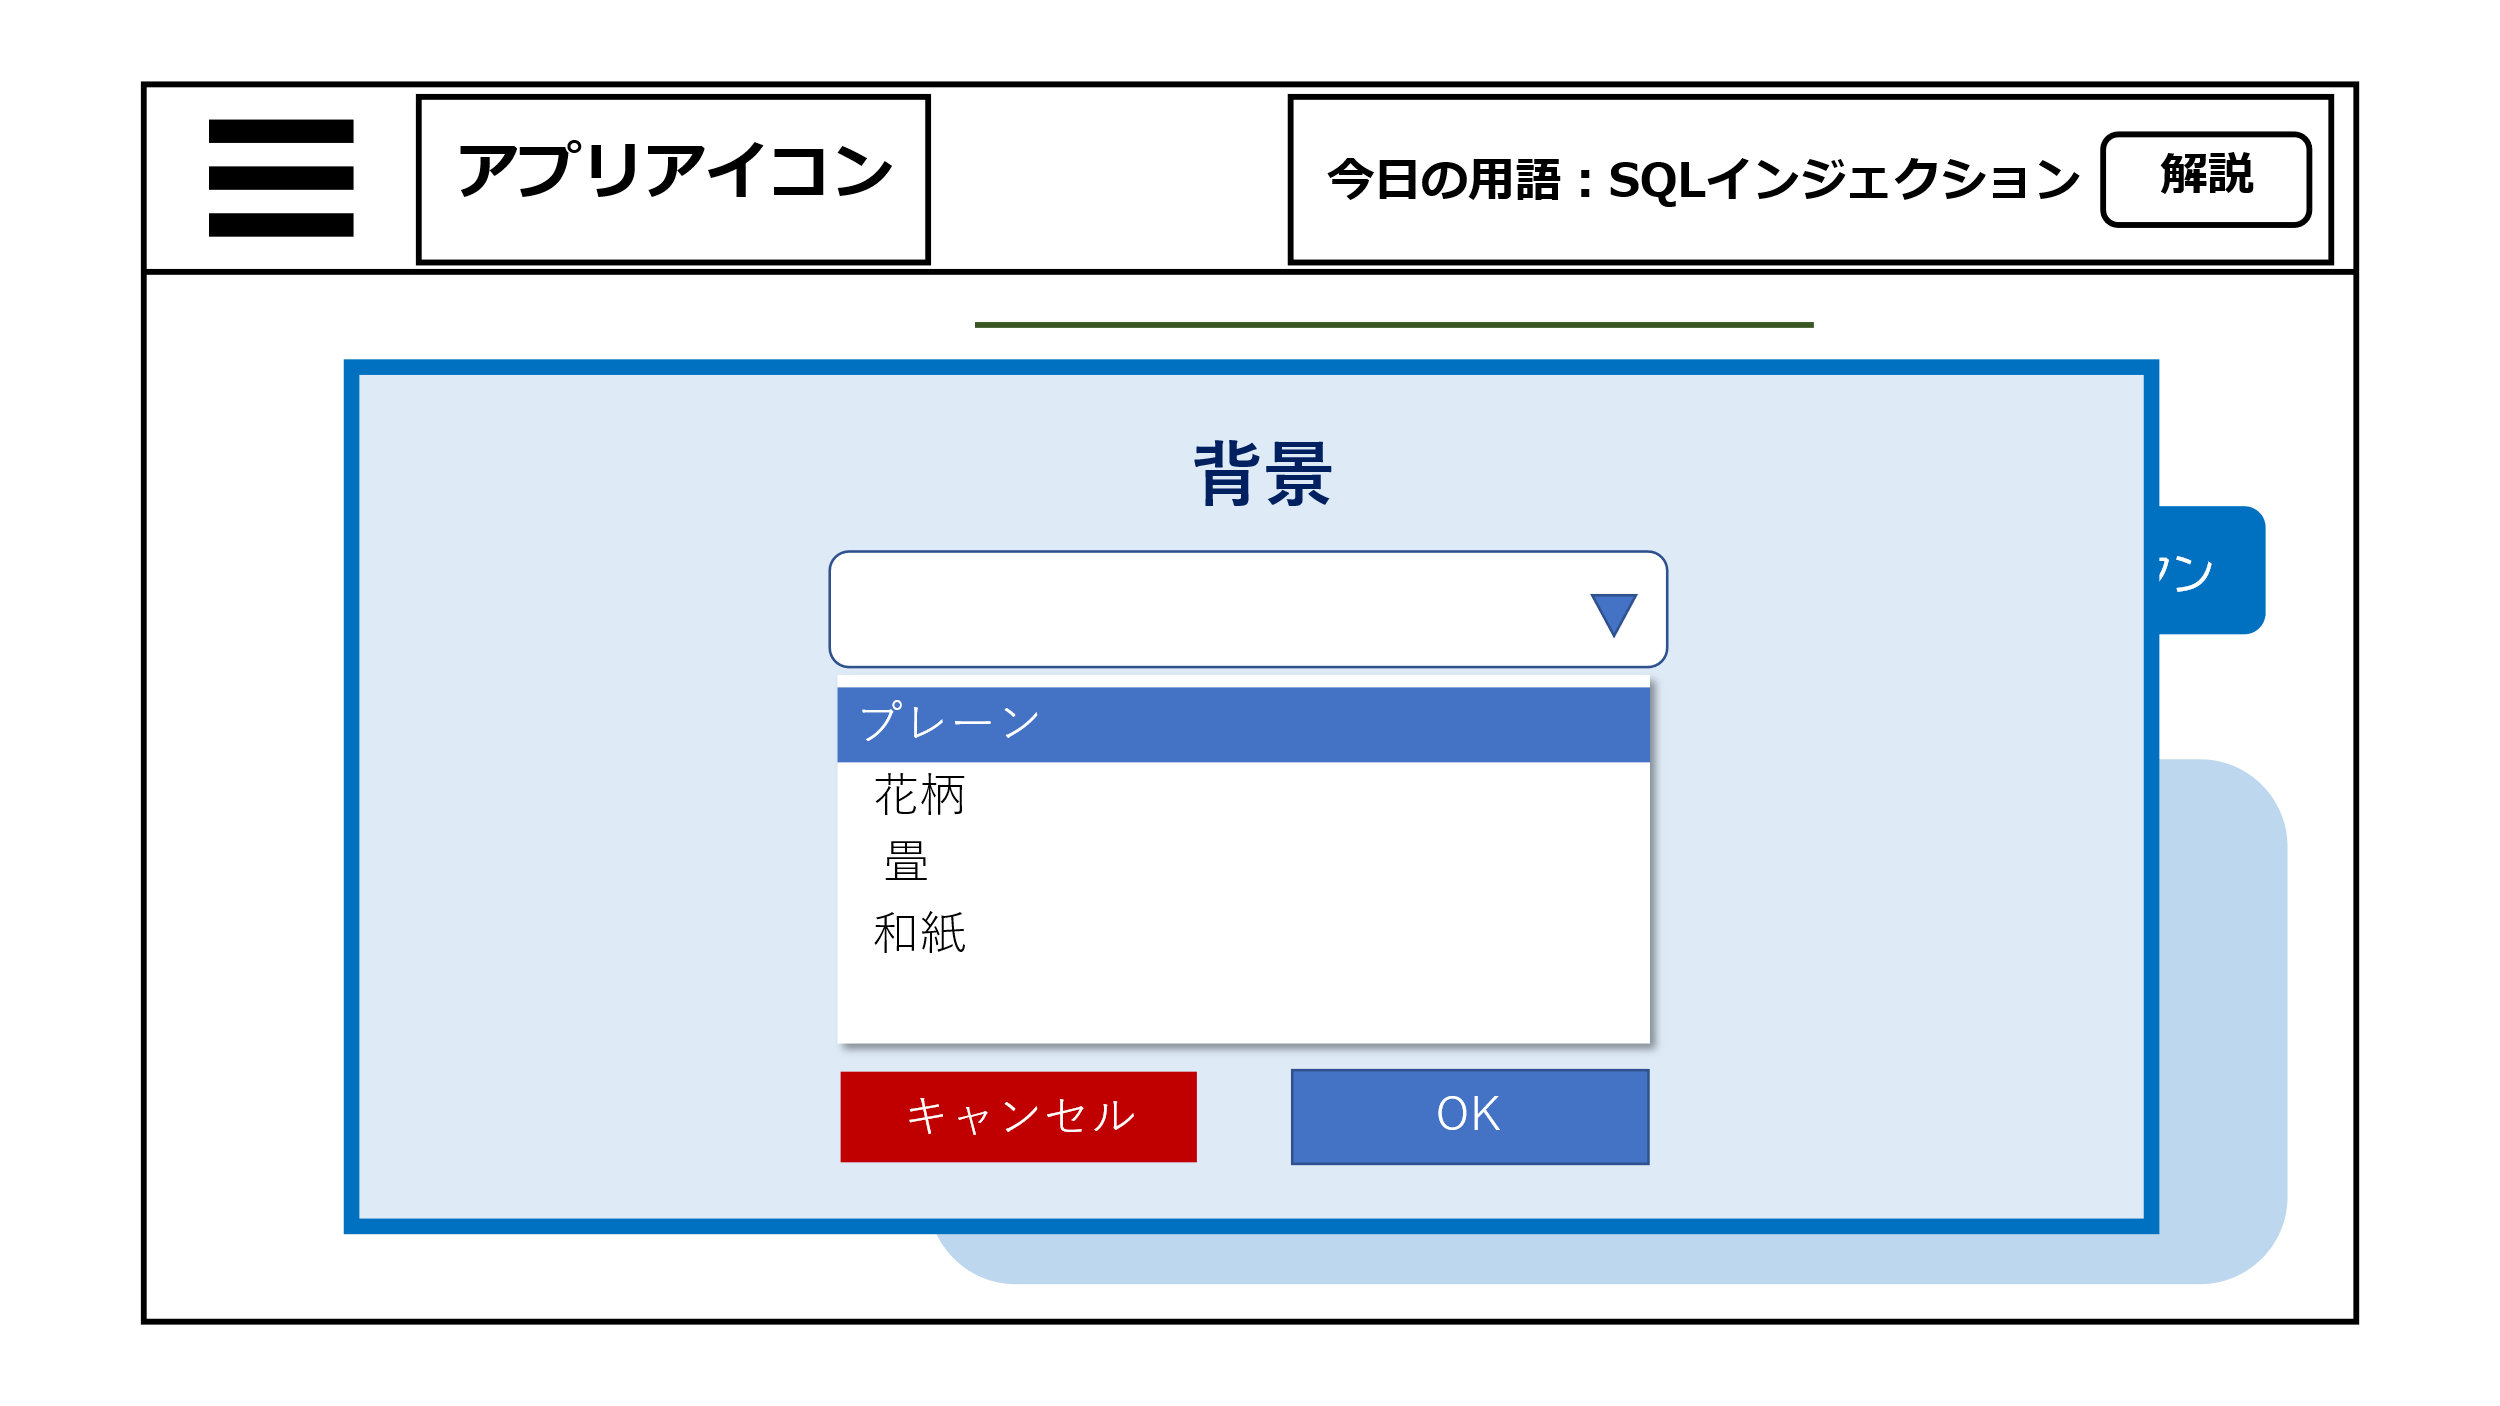 アプリアイコン
今日の用語：SQLインジェクション
解説
背景
ン
プレーン
花柄
畳
和紙
キャンセル
OK